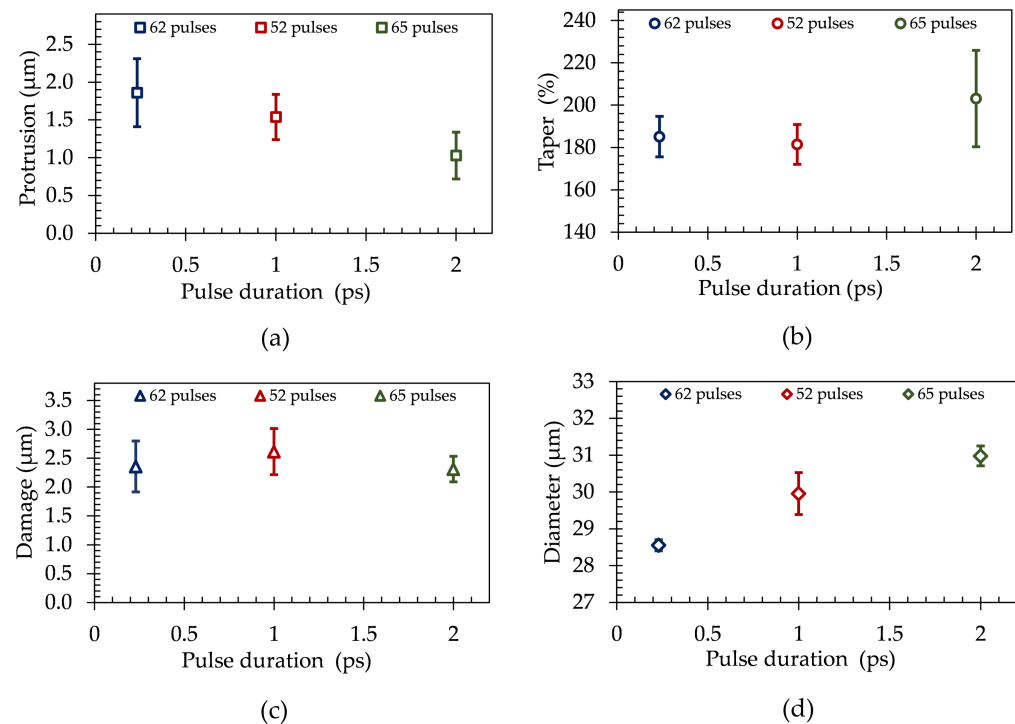 62 pulses 52 pulses 65 pulses
Protrusion (µm)
2.5
2.0
1.5
1.0
0.5
0.0
0 0.5 1 1.5 2
Pulse duration (ps)
(a)
62 pulses 52 pulses 65 pulses
Taper (%)
240
220
200
180
160
140
0 0.5 1 1.5 2
Pulse duration (ps)
(b)
62 pulses 52 pulses 65 pulses
Damage (µm)
3.5
3.0
2.5
2.0
1.5
1.0
0.5
0.0
0 0.5 1 1.5 2
Pulse duration (ps)
(c)
62 pulses 52 pulses 65 pulses
Diameter (µm)
33
32
31
30
29
28
27
0 0.5 1 1.5 2
Pulse duration (ps)
(d)